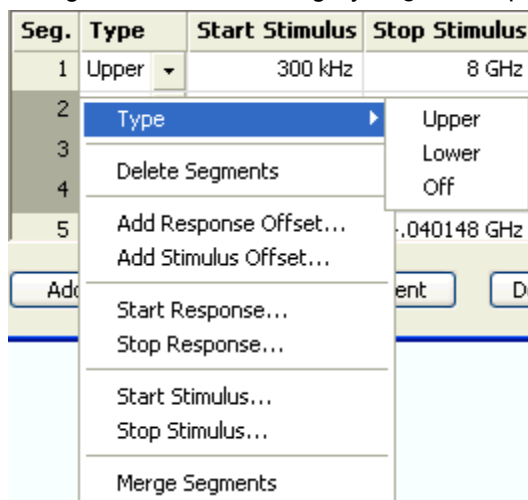 Seg. Type Start Stimulus Stop Stimulus
1 Upper 300 kHz 8 GHz
2
Type Upper
3
Lower
Delete Segments
4
Off
5
Add Response Offset...
.040148 GHz
Add Stimulus Offset...
Start Response...
Stop Response...
Start Stimulus...
Stop Stimulus...
Merge Segments